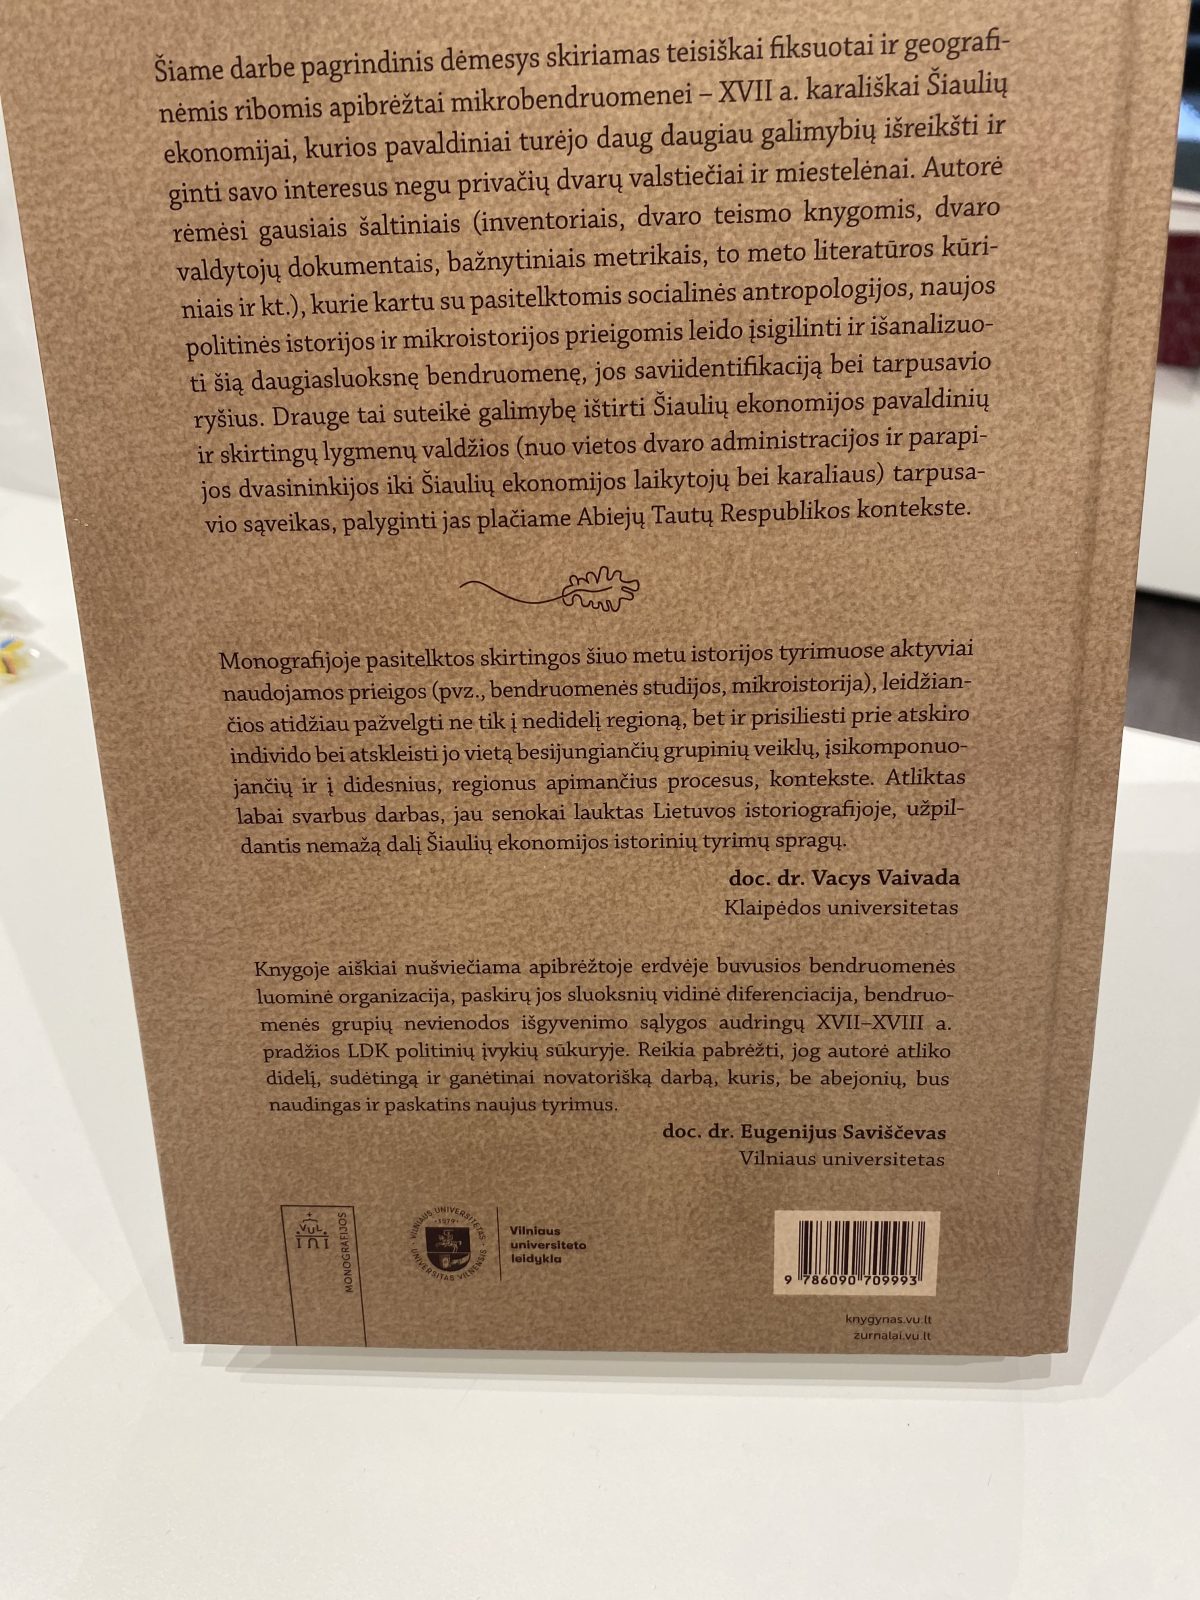 Šiame darbe pagrindinis dėmesys skiriamas teisiškai fiksuotai ir geografi-
nėmis ribomis apibrėžtai mikrobendruomenei – XVII a. karališkai Šiaulių
ekonomijai, kurios pavaldiniai turėjo daug daugiau galimybių išreikšti ir
ginti savo interesus negu privačių dvarų valstiečiai ir miestelėnai. Autorė
rėmėsi gausiais šaltiniais (inventoriais, dvaro teismo knygomis, dvaro
valdytojų dokumentais, bažnytiniais metrikais, to meto literatūros kūri-
niais ir kt.), kurie kartu su pasitelktomis socialinės antropologijos, naujos
politinės istorijos ir mikroistorijos prieigomis leido įsigilinti ir išanalizuo-
ti šią daugiasluoksnę bendruomenę, jos saviidentifikaciją bei tarpusavio
ryšius. Drauge tai suteikė galimybę ištirti Šiaulių ekonomijos pavaldinių
ir skirtingų lygmenų valdžios (nuo vietos dvaro administracijos ir parapi-
jos dvasininkijos iki Šiaulių ekonomijos laikytojų bei karaliaus) tarpusa-
vio sąveikas, palyginti jas plačiame Abiejų Tautų Respublikos kontekste.
Monografijoje pasitelktos skirtingos šiuo metu istorijos tyrimuose aktyviai
naudojamos prieigos (pvz., bendruomenės studijos, mikroistorija), leidžian-
čios atidžiau pažvelgti ne tik į nedidelį regioną, bet ir prisiliesti prie atskiro
individo bei atskleisti jo vietą besijungiančių grupinių veiklų, įsikomponuo-
jančių ir į didesnius, regionus apimančius procesus, kontekste. Atliktas
labai svarbus darbas, jau senokai lauktas Lietuvos istoriografijoje, užpil-
dantis nemažą dalį Šiaulių ekonomijos istorinių tyrimų spragų.
doc. dr. Vacys Vaivada
Klaipėdos universitetas
Knygoje aiškiai nušviečiama apibrėžtoje erdvėje buvusios bendruomenės
luominė organizacija, paskirų jos sluoksnių vidinė diferenciacija, bendruo-
menės grupių nevienodos išgyvenimo sąlygos audringų XVII–XVIII a.
pradžios LDK politinių įvykių sūkuryje. Reikia pabrėžti, jog autorė atliko
didelį, sudėtingą ir ganėtinai novatorišką darbą, kuris, be abejonių, bus
naudingas ir paskatins naujus tyrimus.
doc. dr. Eugenijus Saviščevas
Vilniaus universitetas
VUL
MONOGRAFIJOS
VILNIAUS UNIVERSITETAS
1579
UNIVERSITAS VILNENSIS
Vilniaus
universiteto
leidykla
9 786090 709993
knygynas.vu.lt
zurnalai.vu.lt